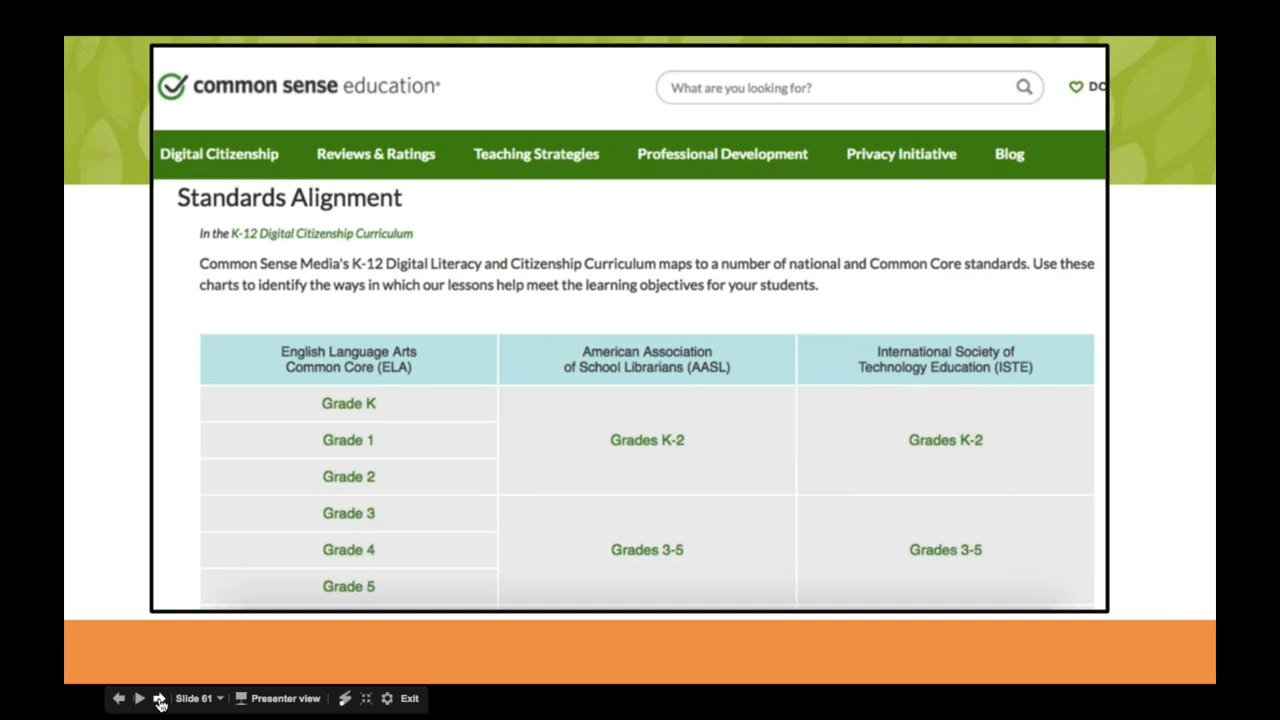 common sense education®
What are you looking for?
DO
Digital Citizenship Reviews & Ratings Teaching Strategies Professional Development Privacy Initiative Blog
Standards Alignment
In the K-12 Digital Citizenship Curriculum
Common Sense Media's K-12 Digital Literacy and Citizenship Curriculum maps to a number of national and Common Core standards. Use these
charts to identify the ways in which our lessons help meet the learning objectives for your students.
English Language Arts
Common Core (ELA)
American Association
of School Librarians (AASL)
International Society of
Technology Education (ISTE)
Grade K
Grade 1
Grade 2
Grades K-2
Grades K-2
Grade 3
Grade 4
Grade 5
Grades 3-5
Grades 3-5
Slide 61 Presenter view Exit